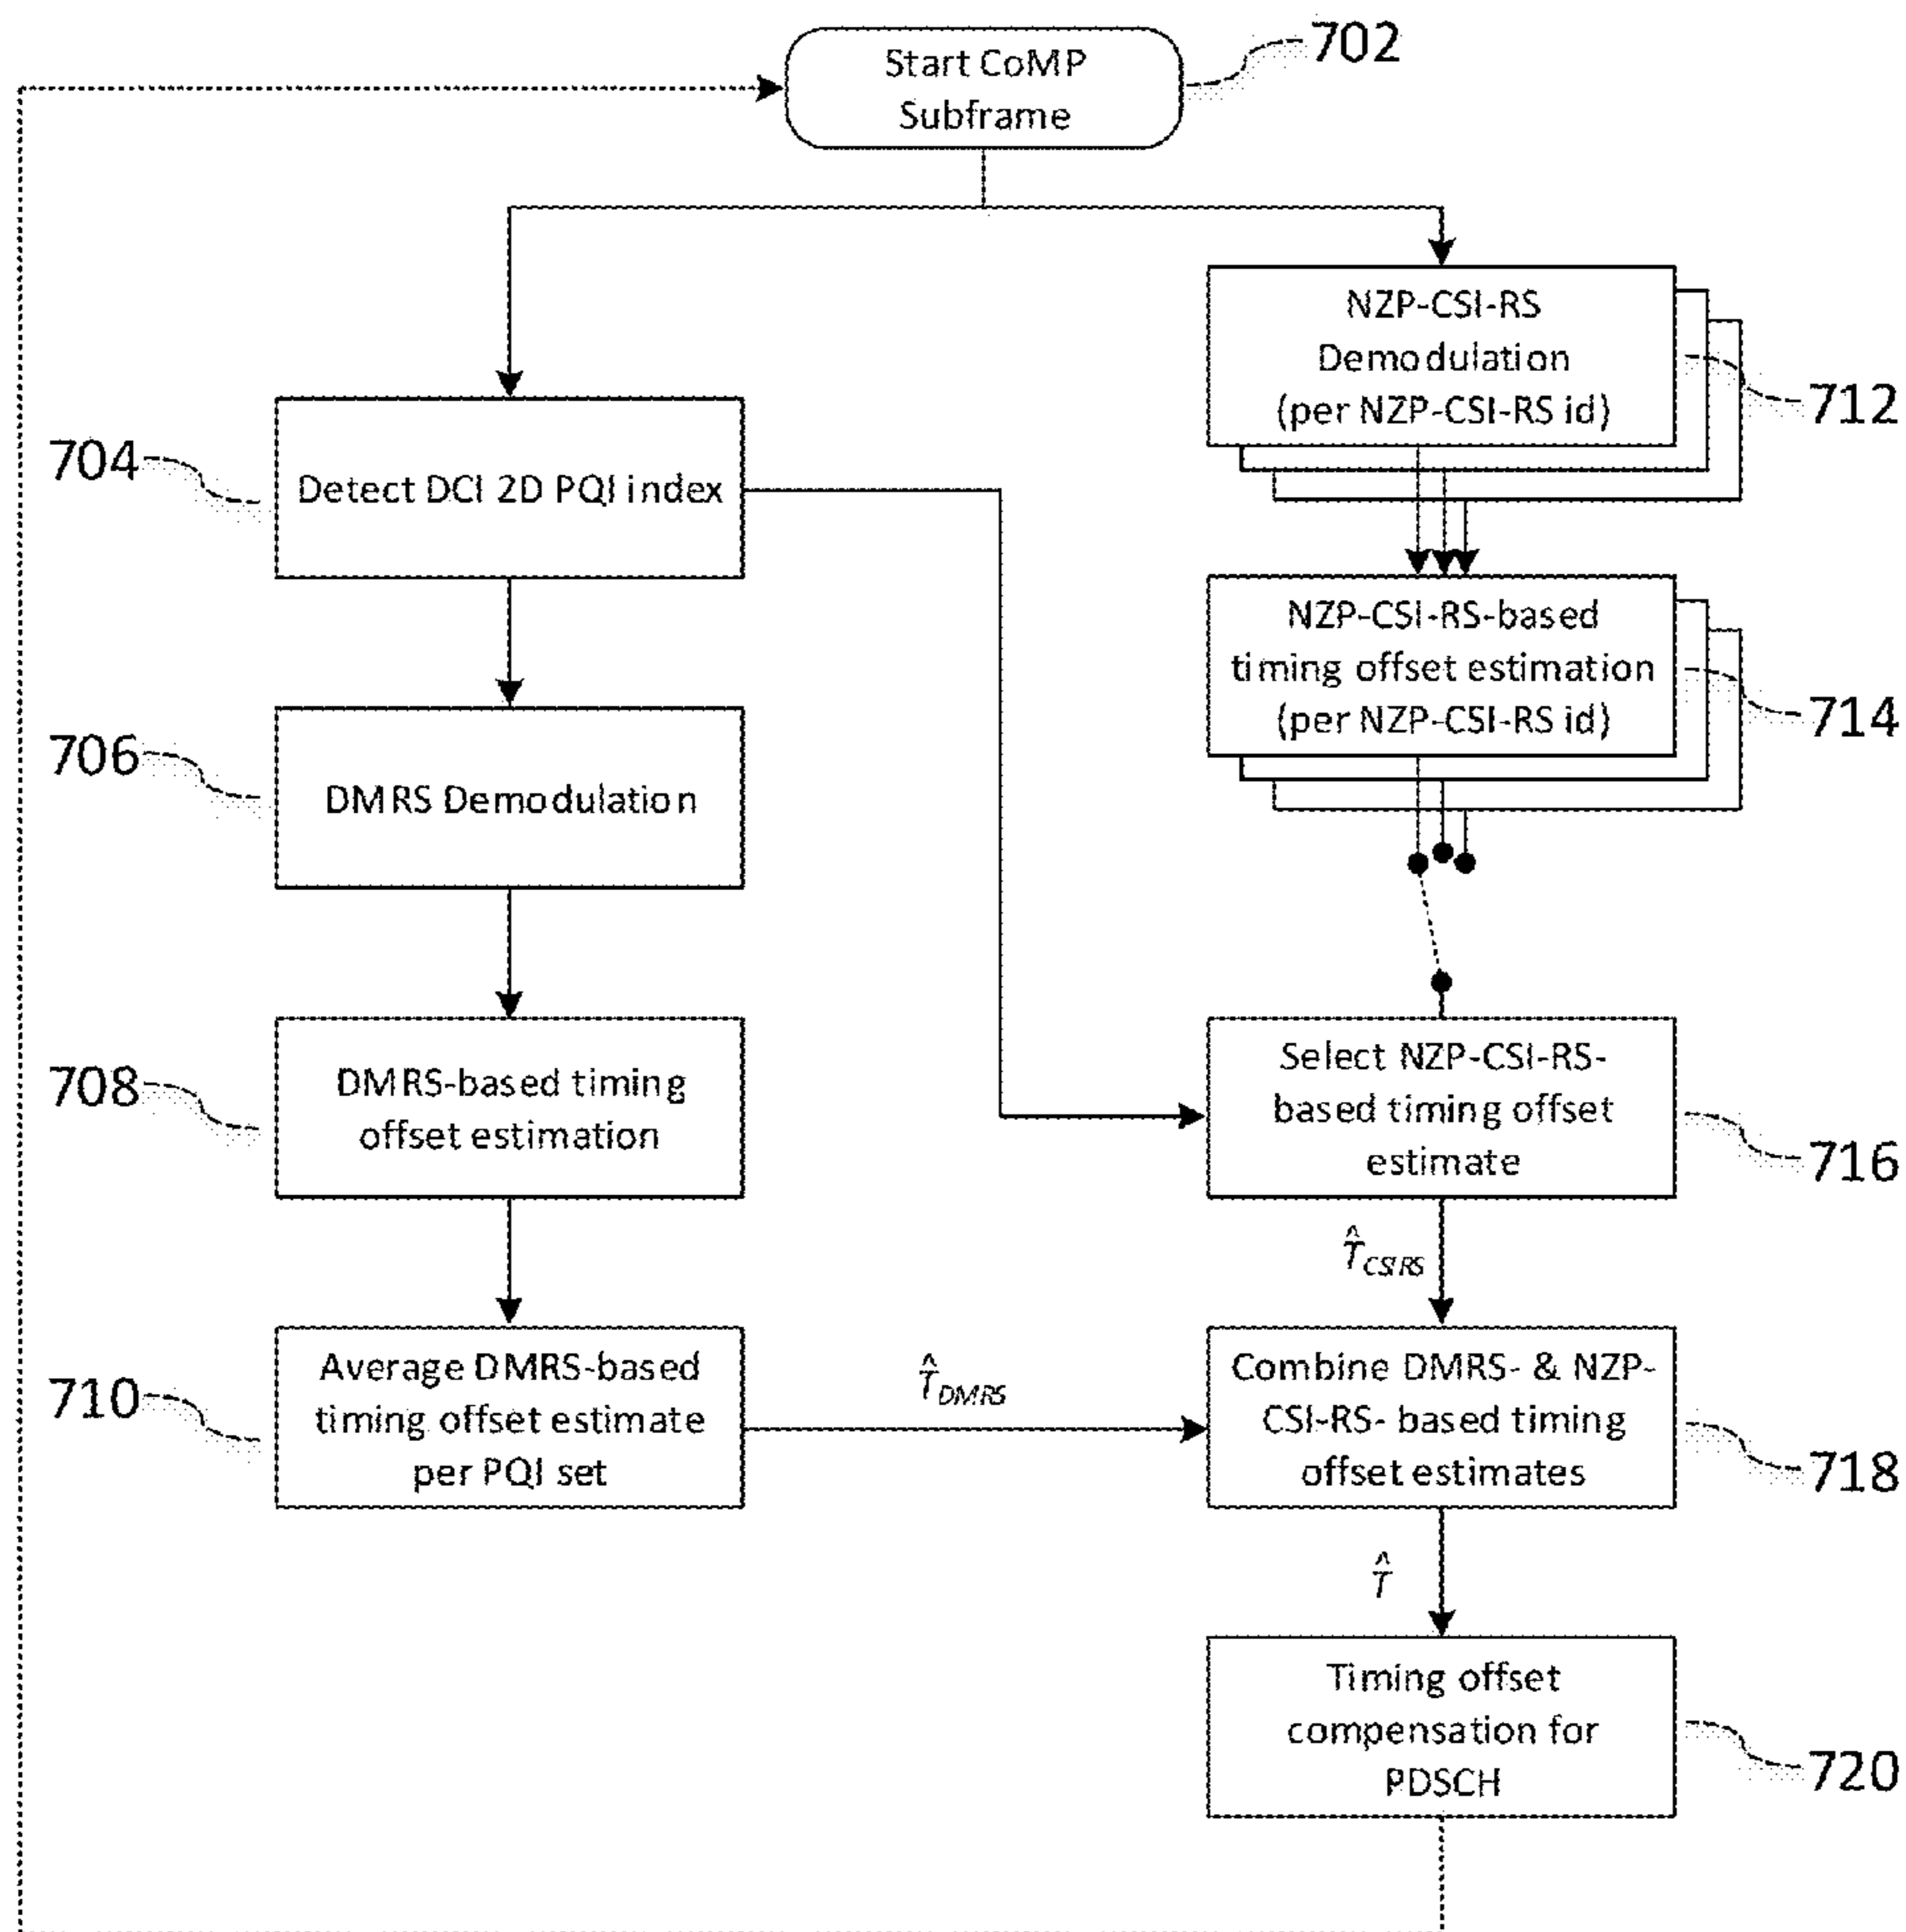 Start CoMP
Subframe
702
NZP-CSI-RS
Demodulation
(per NZP-CSI-RS id)
712
704
Detect DCI 2D PQI index
NZP-CSI-RS-based
timing offset estimation
(per NZP-CSI-RS id)
714
706
DMRS Demodulation
708
DMRS-based timing
offset estimation
Select NZP-CSI-RS-
based timing offset
estimate
716
T̂CSIRS
710
Average DMRS-based
timing offset estimate
per PQI set
T̂DMRS
Combine DMRS- & NZP-
CSI-RS- based timing
offset estimates
718
T̂
Timing offset
compensation for
PDSCH
720